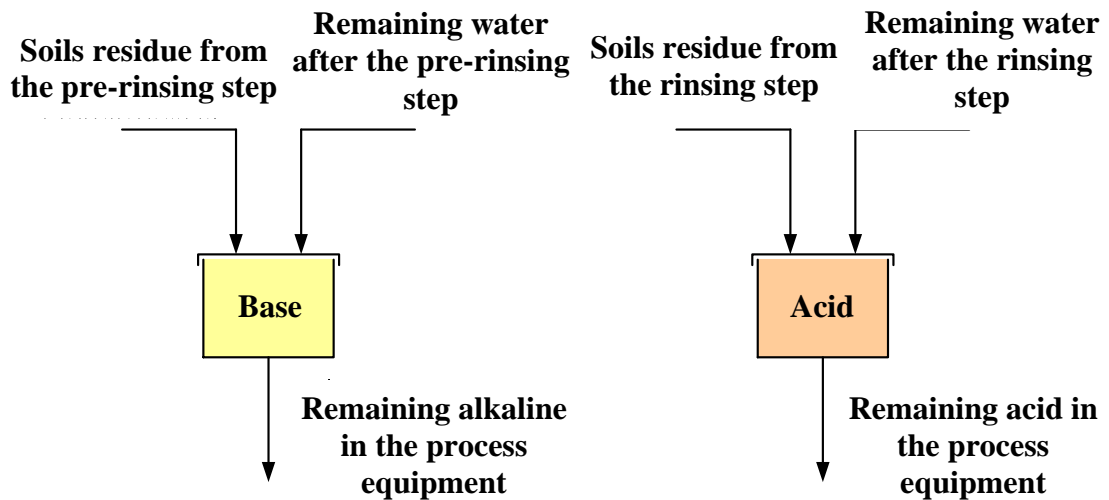 Soils residue from
the pre-rinsing step
Remaining water
after the pre-rinsing
step
Soils residue from
the rinsing step
Remaining water
after the rinsing
step
Base
Acid
Remaining alkaline
in the process
equipment
Remaining acid in
the process
equipment